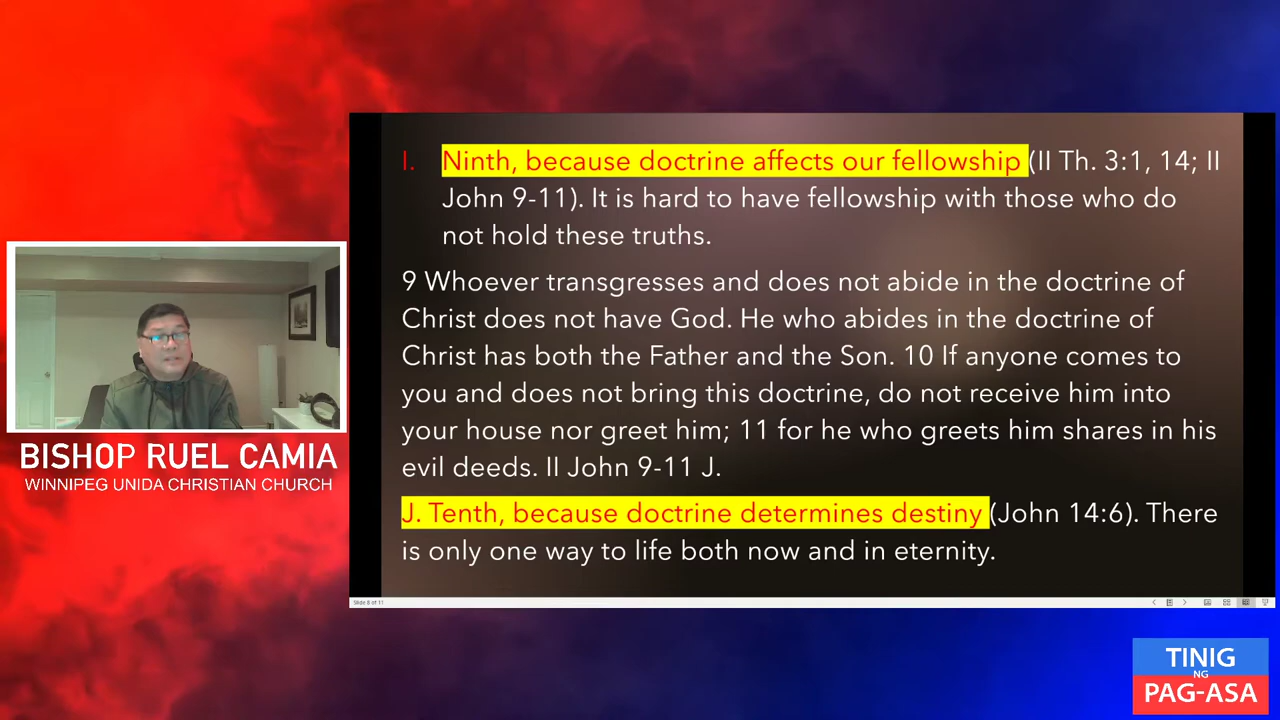 I. Ninth, because doctrine affects our fellowship (II Th. 3:1, 14; II
John 9-11). It is hard to have fellowship with those who do
not hold these truths.
9 Whoever transgresses and does not abide in the doctrine of
Christ does not have God. He who abides in the doctrine of
Christ has both the Father and the Son. 10 If anyone comes to
you and does not bring this doctrine, do not receive him into
your house nor greet him; 11 for he who greets him shares in his
evil deeds. II John 9-11 J.
J. Tenth, because doctrine determines destiny (John 14:6). There
is only one way to life both now and in eternity.
Slide 8 of 11
BISHOP RUEL CAMIA
WINNIPEG UNIDA CHRISTIAN CHURCH
TINIG
NG
PAG-ASA